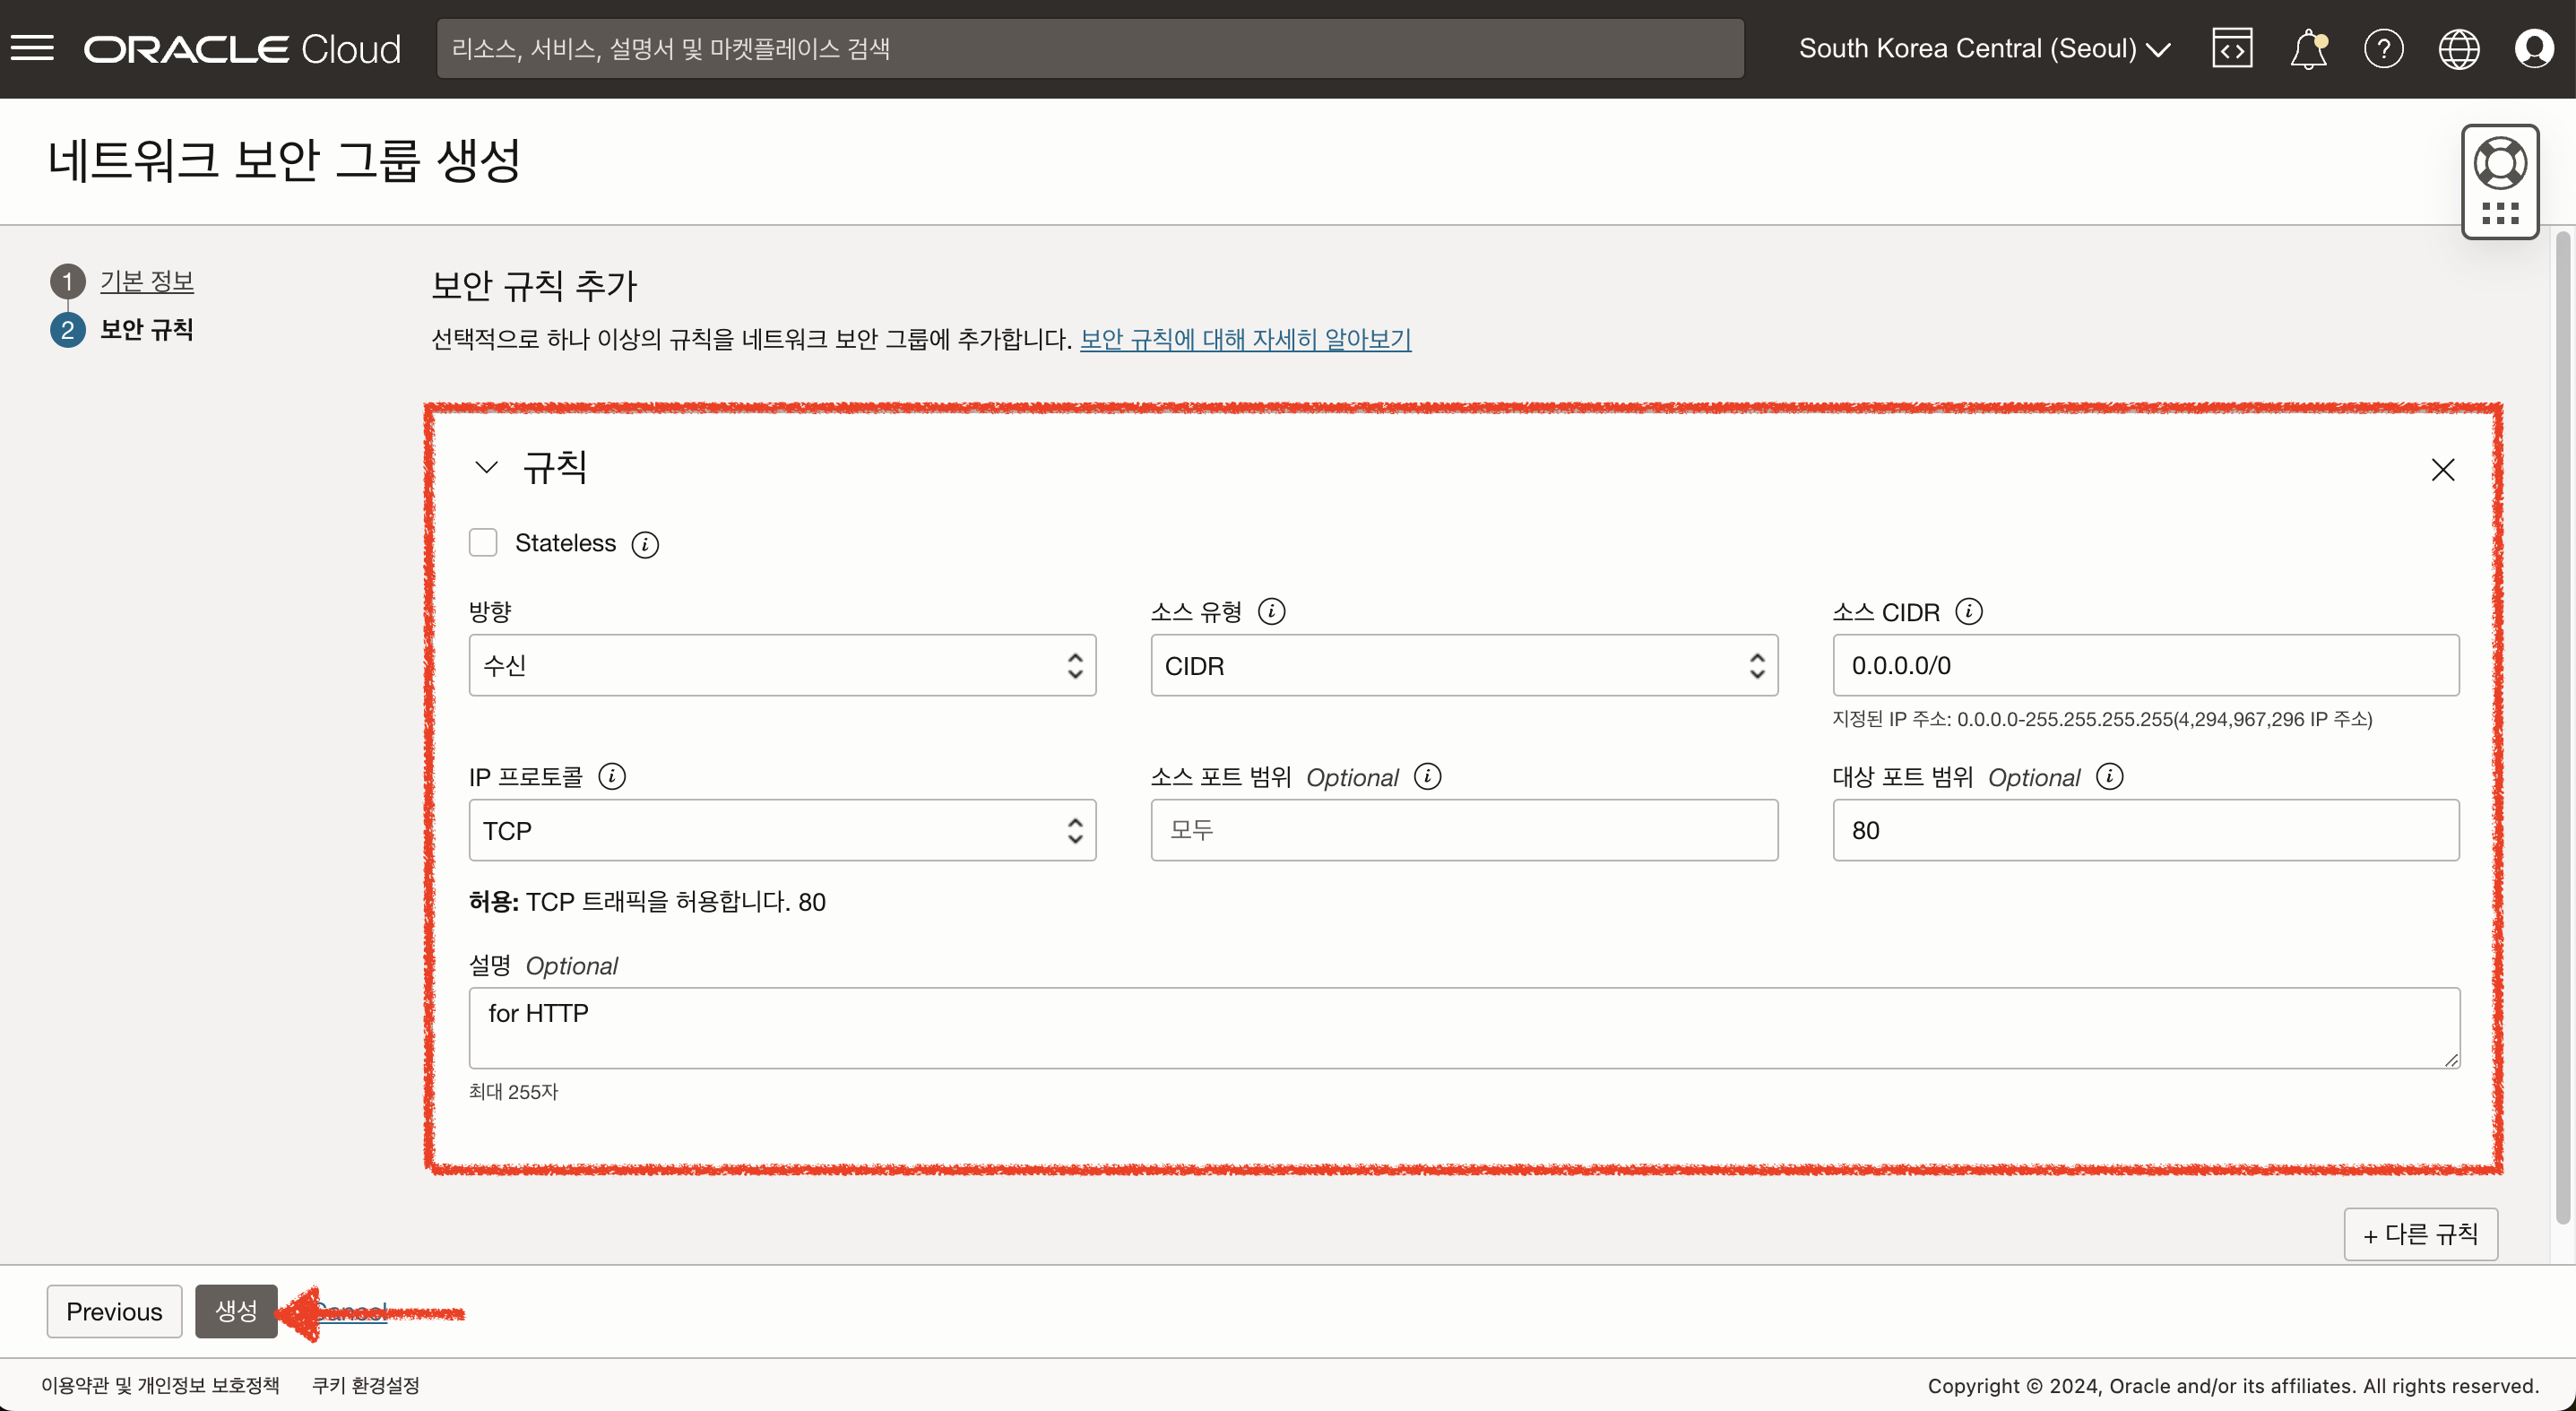 ORACLE Cloud
리소스, 서비스, 설명서 및 마켓플레이스 검색
South Korea Central (Seoul)
네트워크 보안 그룹 생성
1 기본 정보
2 보안 규칙
보안 규칙 추가
선택적으로 하나 이상의 규칙을 네트워크 보안 그룹에 추가합니다. 보안 규칙에 대해 자세히 알아보기
규칙
Stateless
방향
수신
소스 유형
CIDR
소스 CIDR
0.0.0.0/0
지정된 IP 주소: 0.0.0.0-255.255.255.255(4,294,967,296 IP 주소)
IP 프로토콜
TCP
소스 포트 범위 Optional
모두
대상 포트 범위 Optional
80
허용: TCP 트래픽을 허용합니다. 80
설명 Optional
for HTTP
최대 255자
+ 다른 규칙
Previous
생성
Cancel
이용약관 및 개인정보 보호정책
쿠키 환경설정
Copyright © 2024, Oracle and/or its affiliates. All rights reserved.